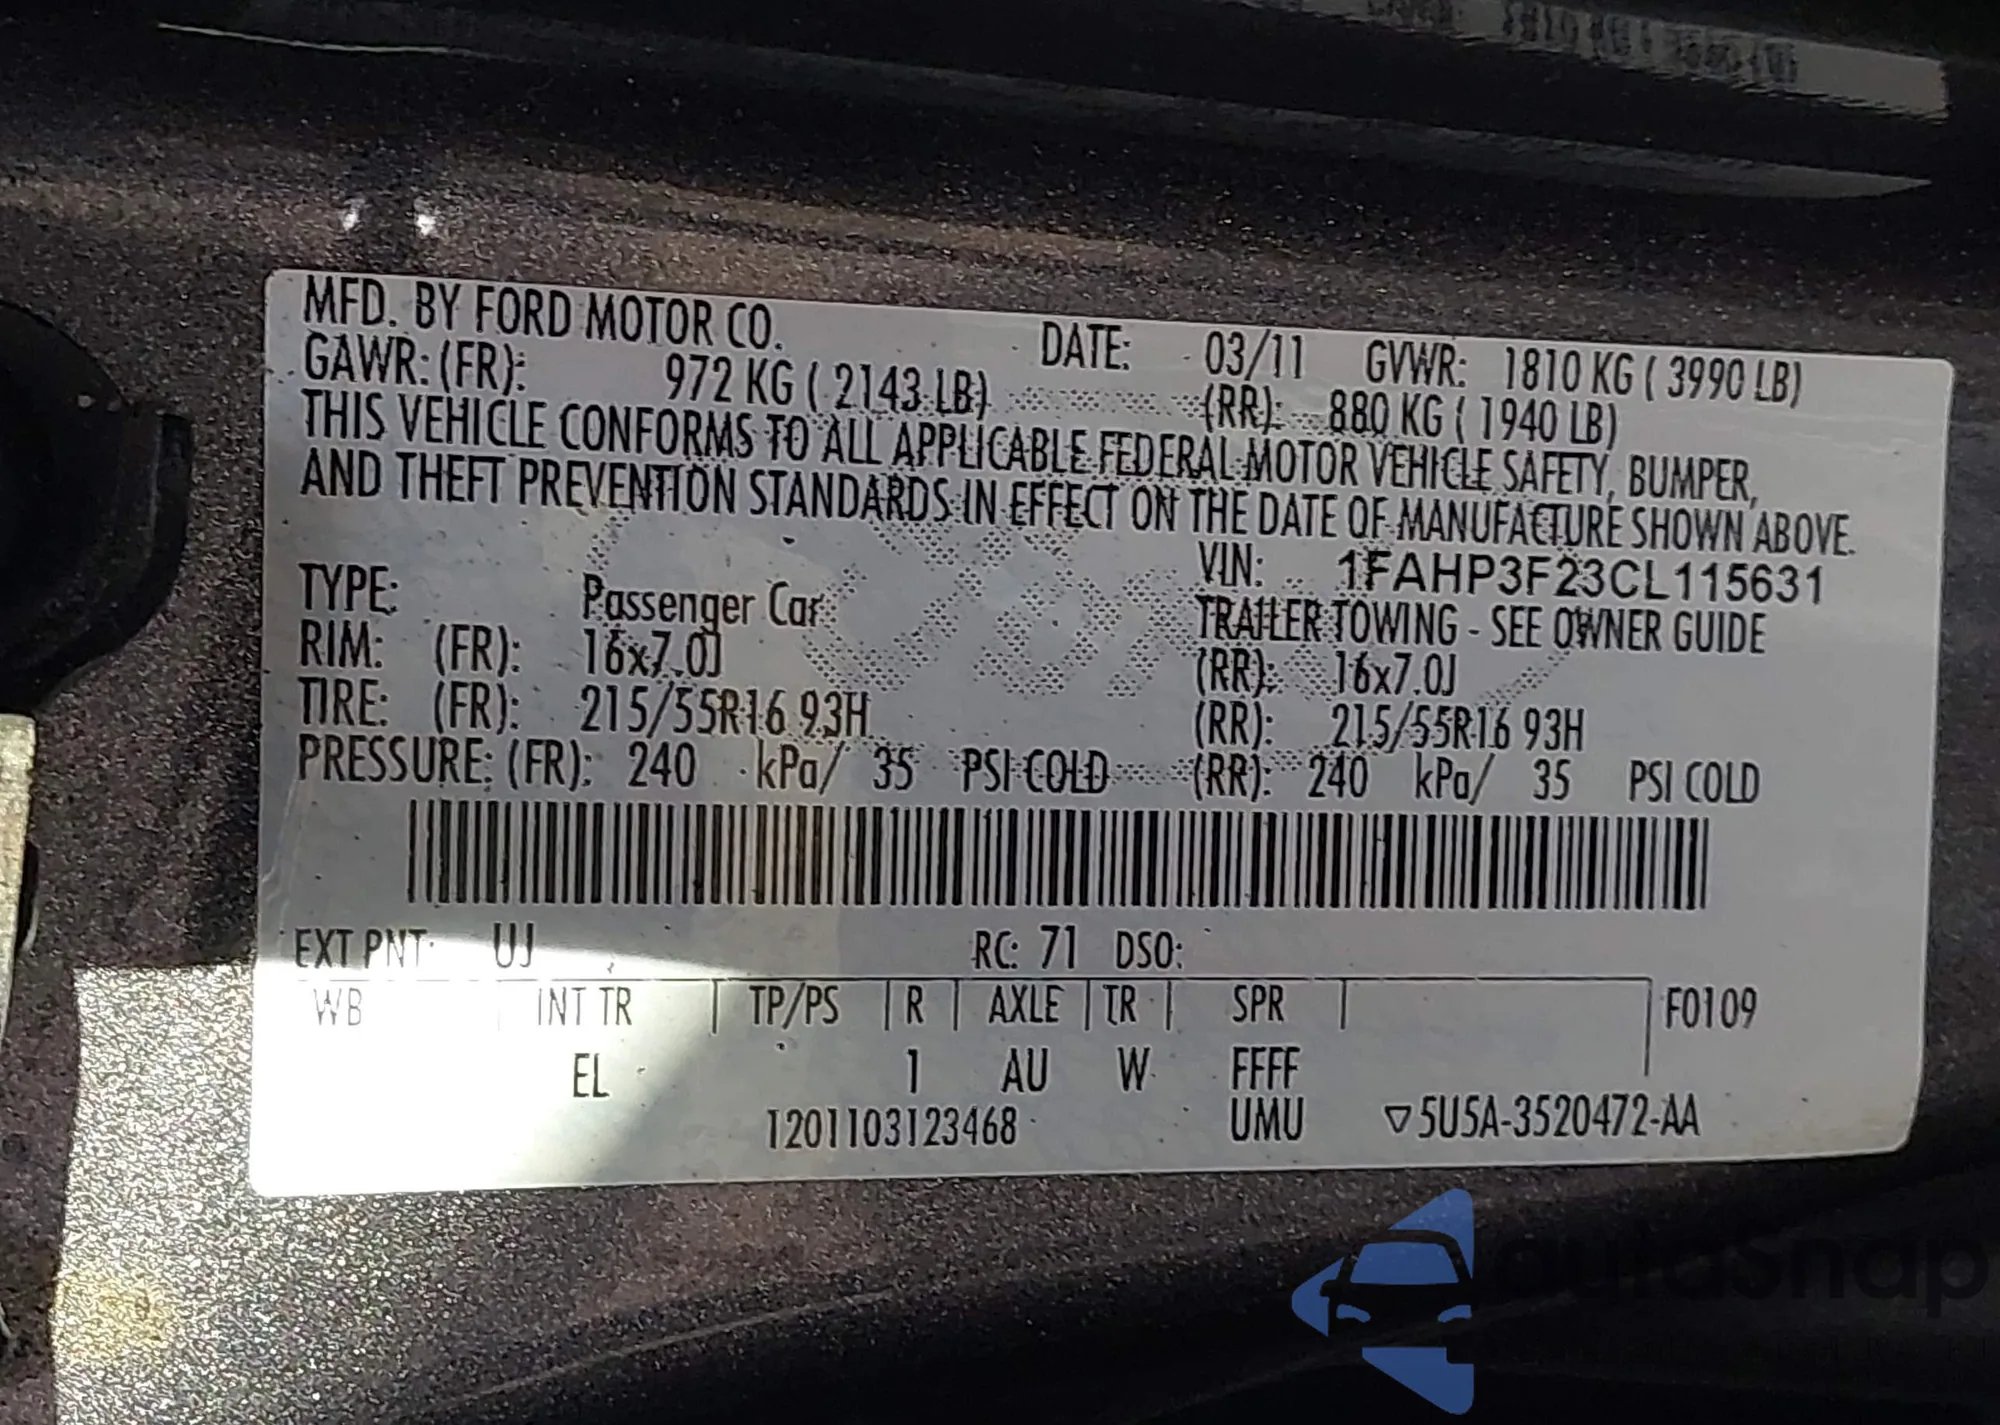 MFD. BY FORD MOTOR CO. DATE: 03/11 GVWR: 1810 KG ( 3990 LB)
GAWR: (FR): 972 KG ( 2143 LB) (RR): 880 KG ( 1940 LB)
THIS VEHICLE CONFORMS TO ALL APPLICABLE FEDERAL MOTOR VEHICLE SAFETY, BUMPER,
AND THEFT PREVENTION STANDARDS IN EFFECT ON THE DATE OF MANUFACTURE SHOWN ABOVE.
VIN: 1FAHP3F23CL115631
TYPE: Passenger Car TRAILER TOWING - SEE OWNER GUIDE
RIM: (FR): 16x7.0J (RR): 16x7.0J
TIRE: (FR): 215/55R16 93H (RR): 215/55R16 93H
PRESSURE: (FR): 240 kPa/ 35 PSI COLD (RR): 240 kPa/ 35 PSI COLD
EXT PNT: UJ RC: 71 DSO:
WB INT TR TP/PS R AXLE TR SPR F0109
EL 1 AU W FFFF
1201103123468 UMU ▽5U5A-3520472-AA
autosnap